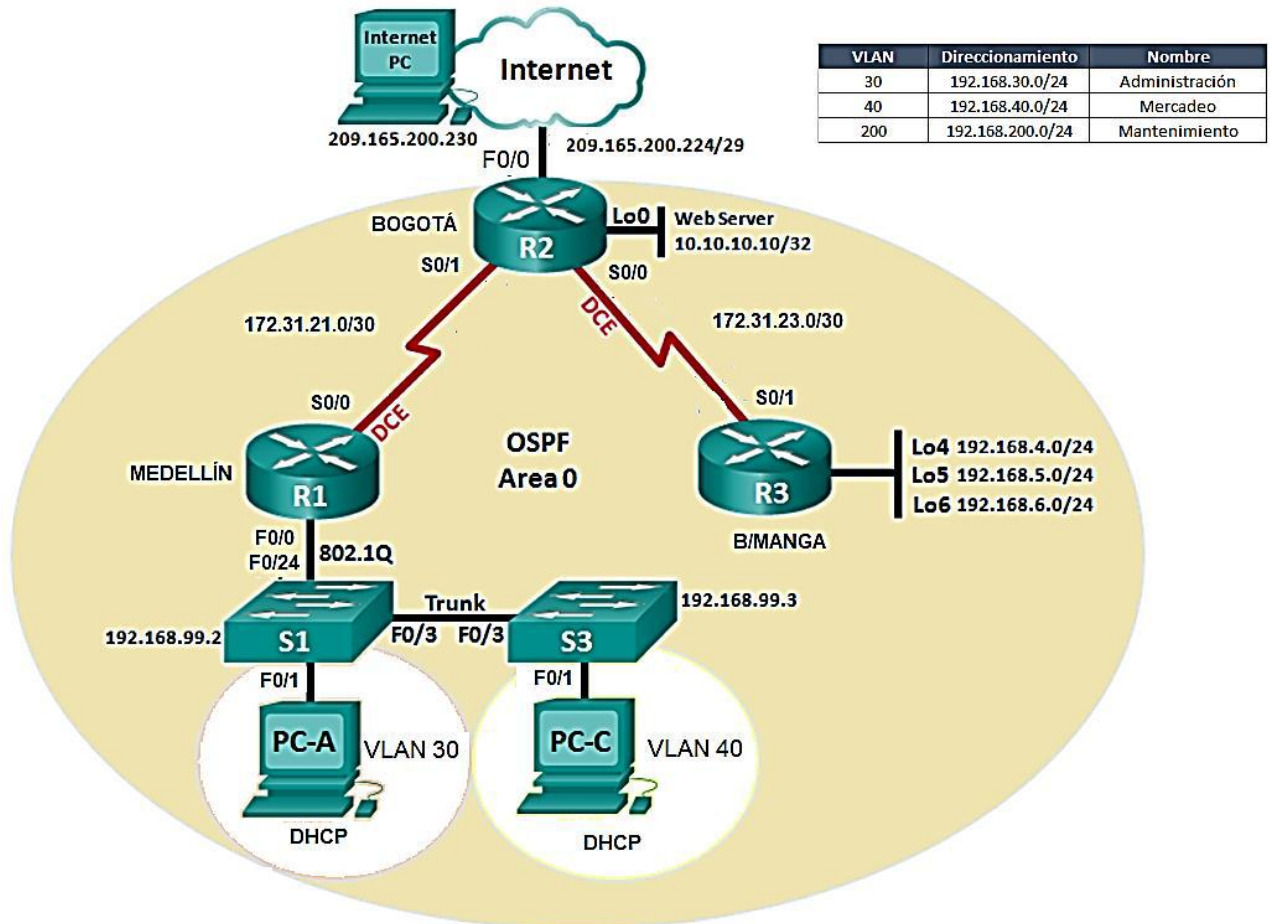 Internet
PC
Internet
209.165.200.230
209.165.200.224/29
F0/0
VLAN Direccionamiento Nombre
30 192.168.30.0/24 Administración
40 192.168.40.0/24 Mercadeo
200 192.168.200.0/24 Mantenimiento
BOGOTÁ
R2
Lo0
Web Server
10.10.10.10/32
S0/1
S0/0
DCE
172.31.21.0/30
172.31.23.0/30
S0/0
DCE
S0/1
OSPF
Area 0
MEDELLÍN
R1
R3
B/MANGA
Lo4 192.168.4.0/24
Lo5 192.168.5.0/24
Lo6 192.168.6.0/24
F0/0
F0/24
802.1Q
Trunk
192.168.99.2
S1
F0/3
F0/3
S3
192.168.99.3
F0/1
F0/1
PC-A
VLAN 30
PC-C
VLAN 40
DHCP
DHCP